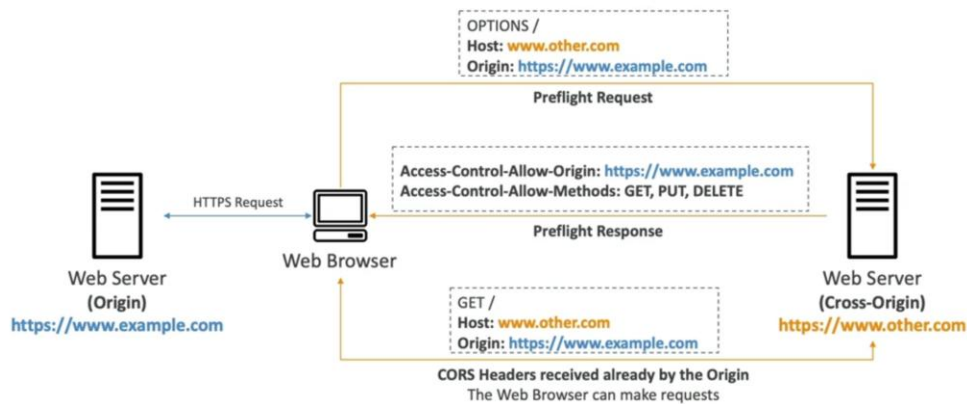 OPTIONS /
Host: www.other.com
Origin: https://www.example.com
Preflight Request
Access-Control-Allow-Origin: https://www.example.com
Access-Control-Allow-Methods: GET, PUT, DELETE
Preflight Response
HTTPS Request
Web Server
(Origin)
https://www.example.com
Web Browser
Web Server
(Cross-Origin)
https://www.other.com
GET /
Host: www.other.com
Origin: https://www.example.com
CORS Headers received already by the Origin
The Web Browser can make requests